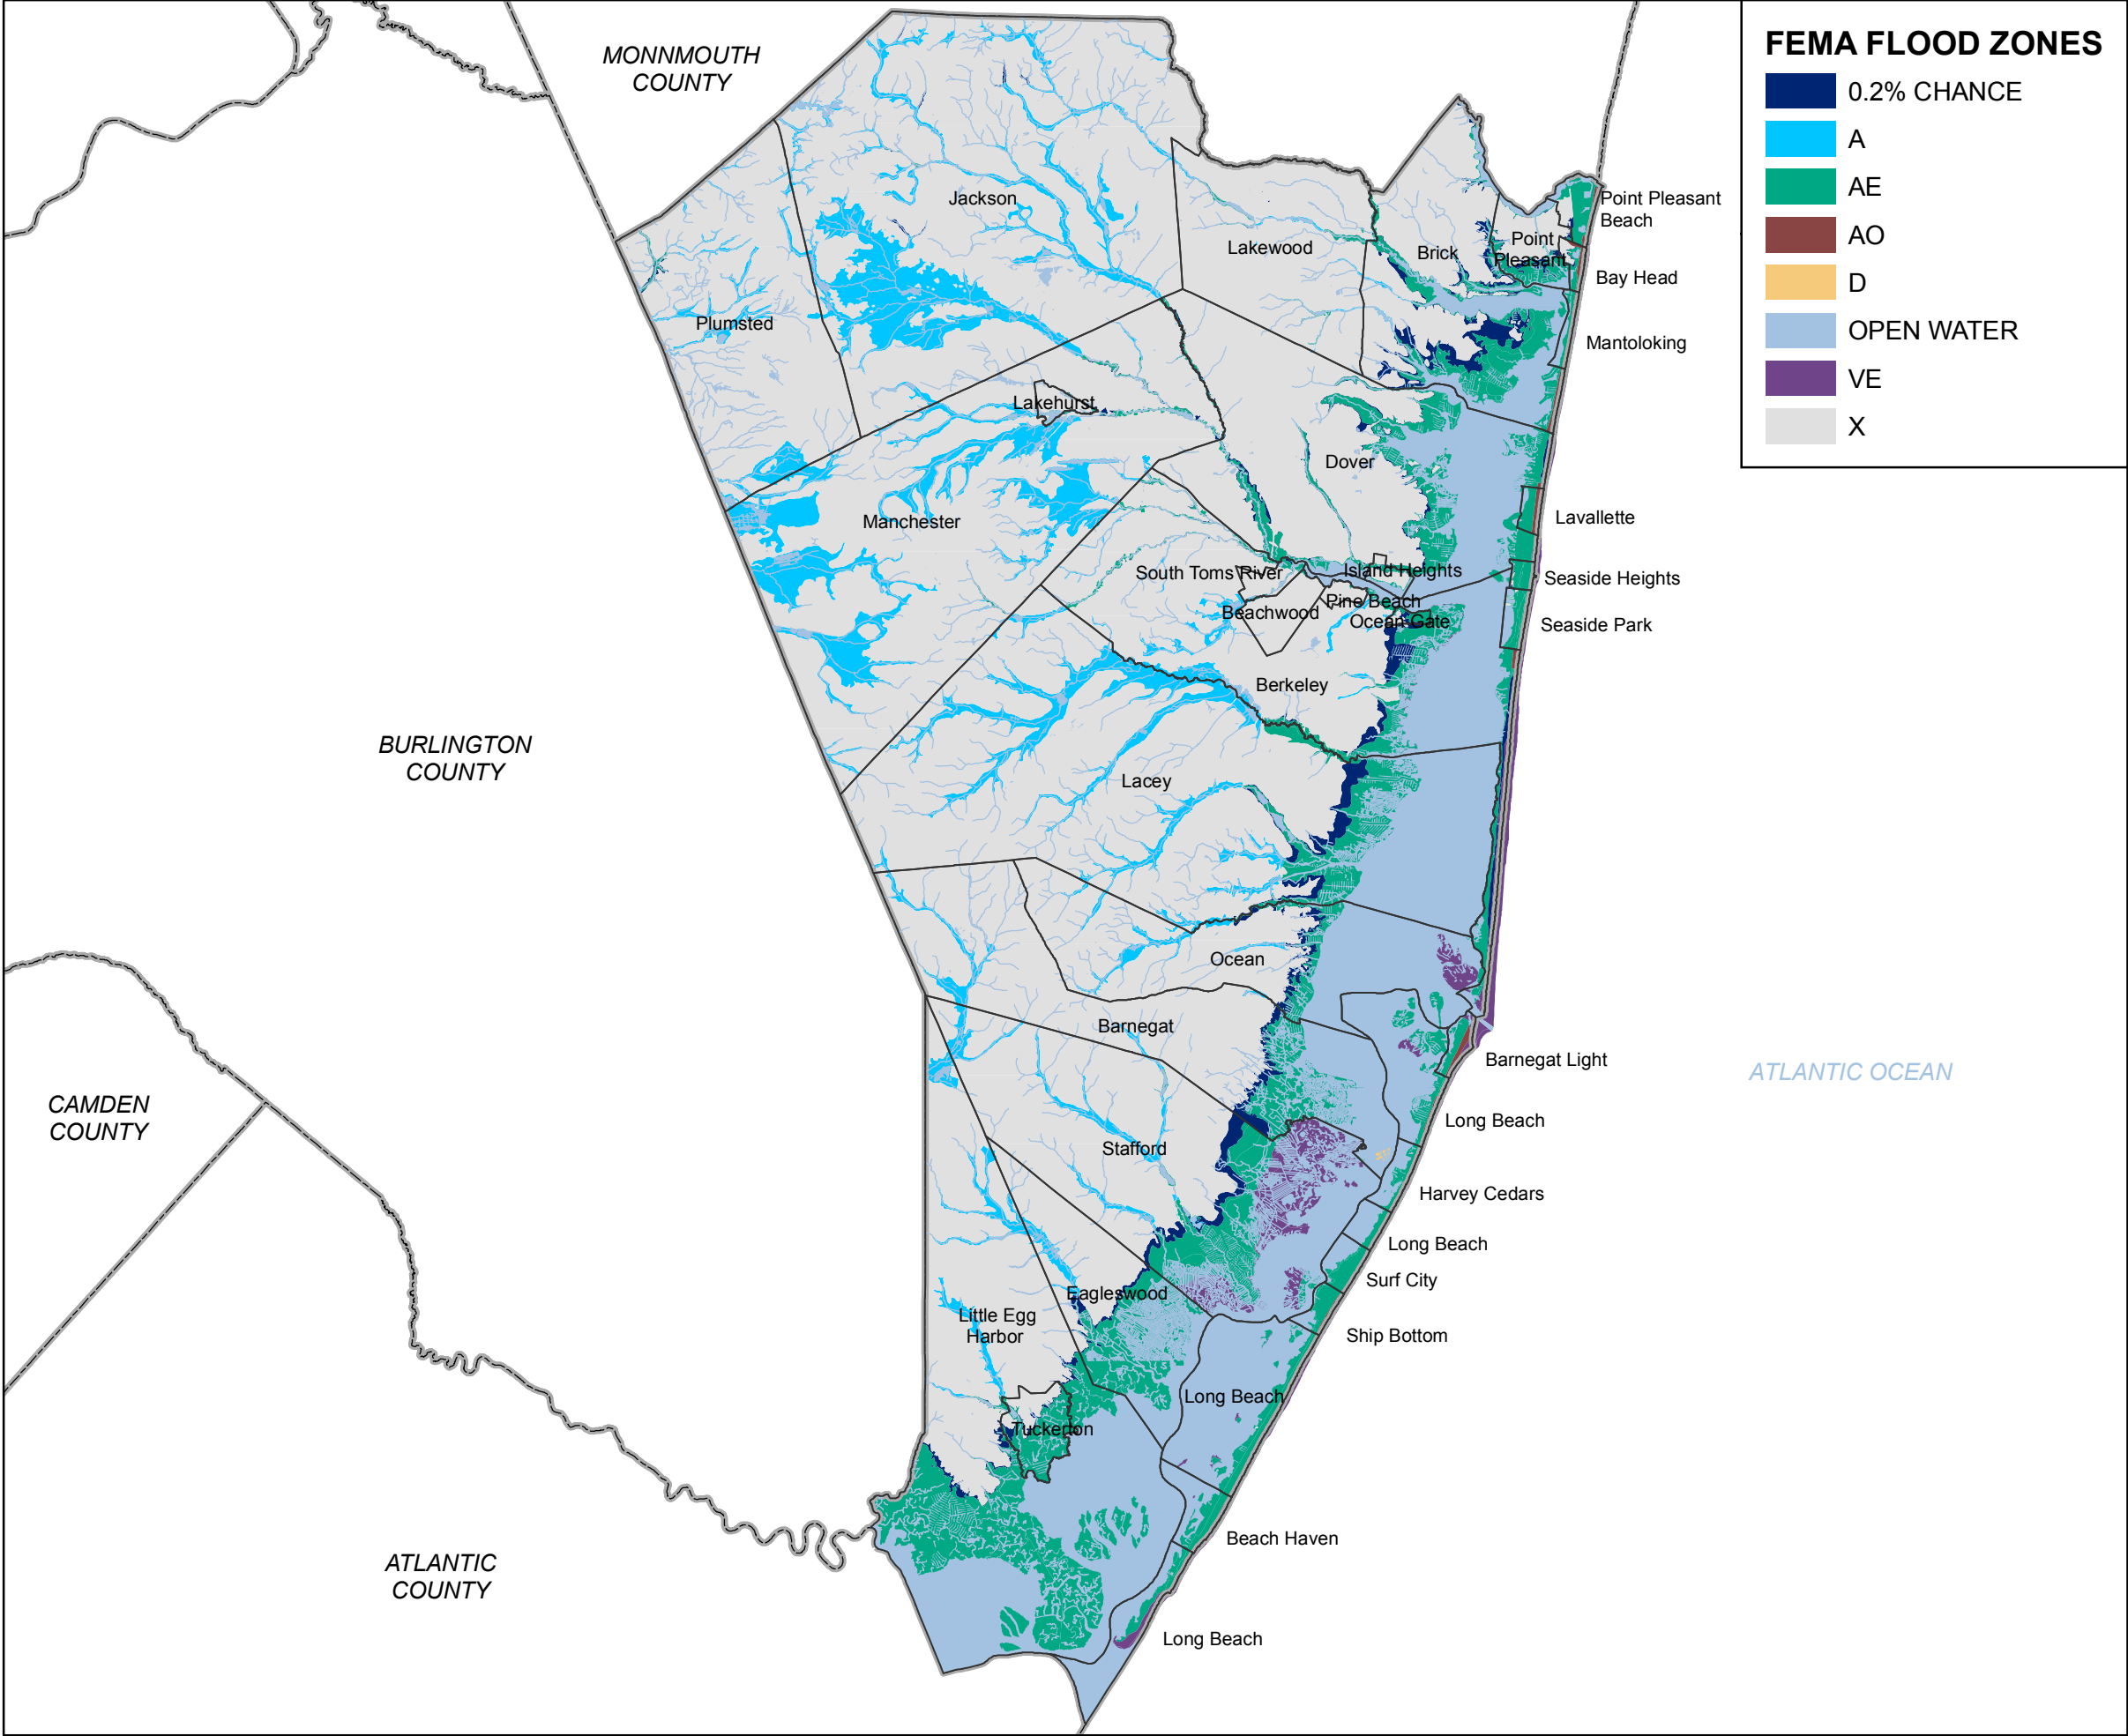 MONNMOUTH
COUNTY
FEMA FLOOD ZONES
0.2% CHANCE
A
AE
AO
D
OPEN WATER
VE
X
Jackson
Lakewood
Brick
Point
Pleasant
Point Pleasant
Beach
Bay Head
Mantoloking
Plumsted
Lakehurst
Dover
Manchester
Lavallette
South Toms River
Island Heights
Seaside Heights
Beachwood
Pine Beach
Ocean Gate
Seaside Park
Berkeley
BURLINGTON
COUNTY
Lacey
Ocean
Barnegat
Barnegat Light
ATLANTIC OCEAN
CAMDEN
COUNTY
Long Beach
Stafford
Harvey Cedars
Long Beach
Surf City
Eagleswood
Little Egg
Harbor
Ship Bottom
Long Beach
Tuckerton
Beach Haven
ATLANTIC
COUNTY
Long Beach